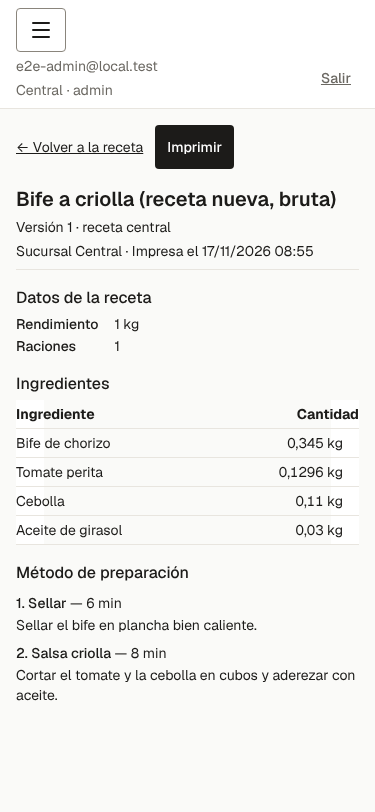 e2e-admin@local.test
Central · admin
Salir
← Volver a la receta
Imprimir
Bife a criolla (receta nueva, bruta)
Versión 1 · receta central
Sucursal Central · Impresa el 17/11/2026 08:55
Datos de la receta
Rendimiento 1 kg
Raciones 1
Ingredientes
Ingrediente Cantidad
Bife de chorizo 0,345 kg
Tomate perita 0,1296 kg
Cebolla 0,11 kg
Aceite de girasol 0,03 kg
Método de preparación
1. Sellar — 6 min
Sellar el bife en plancha bien caliente.
2. Salsa criolla — 8 min
Cortar el tomate y la cebolla en cubos y aderezar con
aceite.